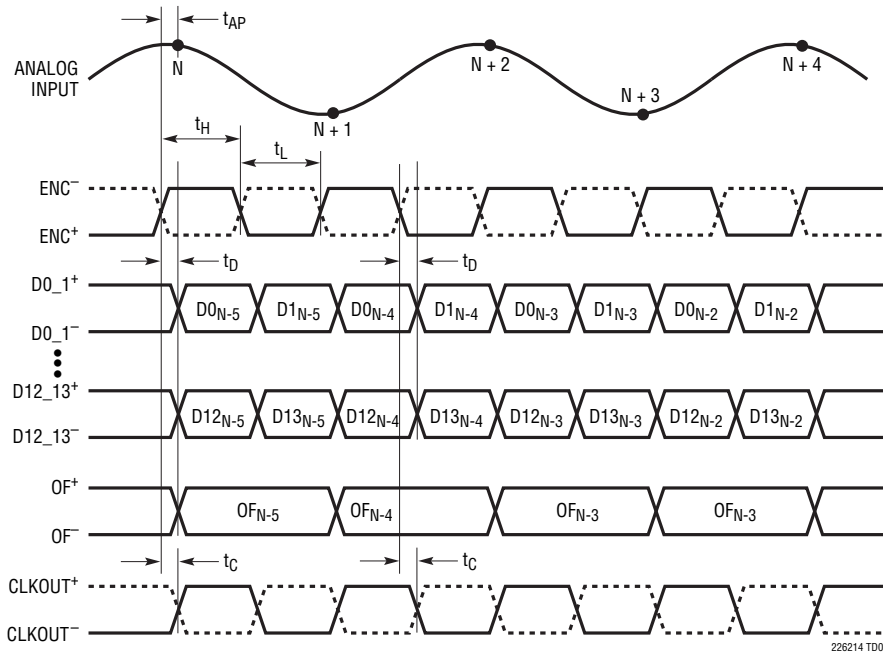 tAP
ANALOG
INPUT
N
N + 1
N + 2
N + 3
N + 4
tH
tL
ENC–
ENC+
tD
tD
D0_1+
D0_1–
D0N-5
D1N-5
D0N-4
D1N-4
D0N-3
D1N-3
D0N-2
D1N-2
D12_13+
D12_13–
D12N-5
D13N-5
D12N-4
D13N-4
D12N-3
D13N-3
D12N-2
D13N-2
OF+
OF–
OFN-5
OFN-4
OFN-3
OFN-3
tC
tC
CLKOUT+
CLKOUT–
226214 TD0